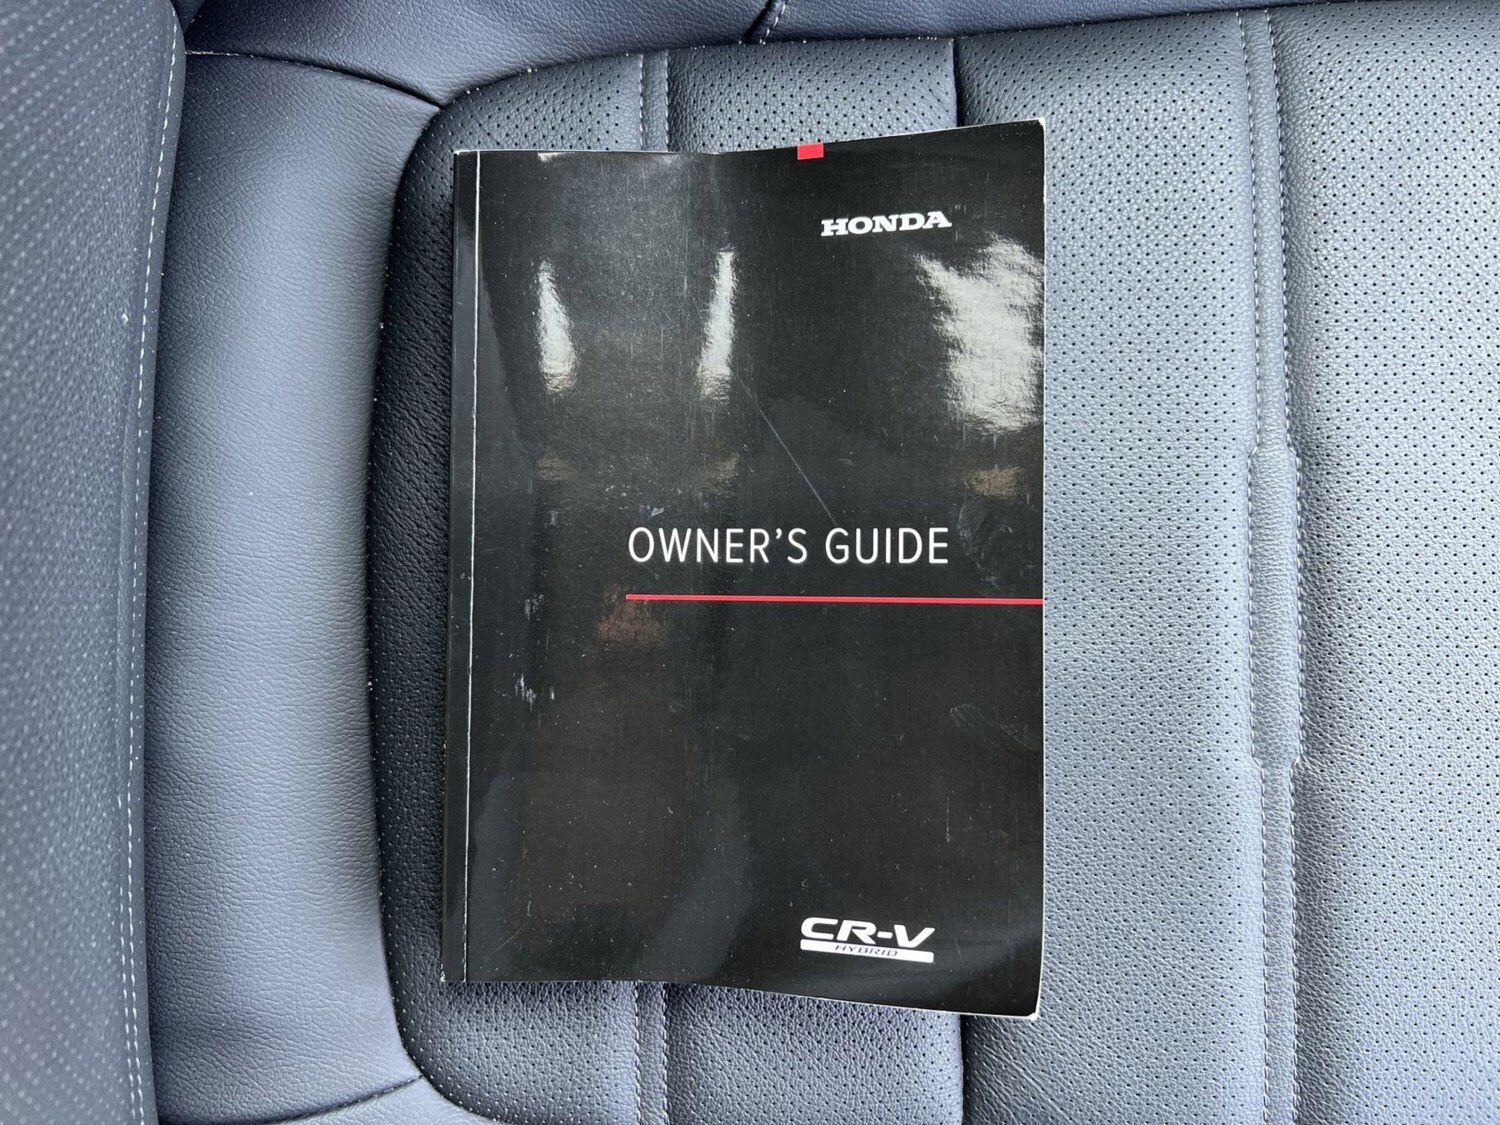 HONDA
OWNER'S GUIDE
CR-V
HYBRID